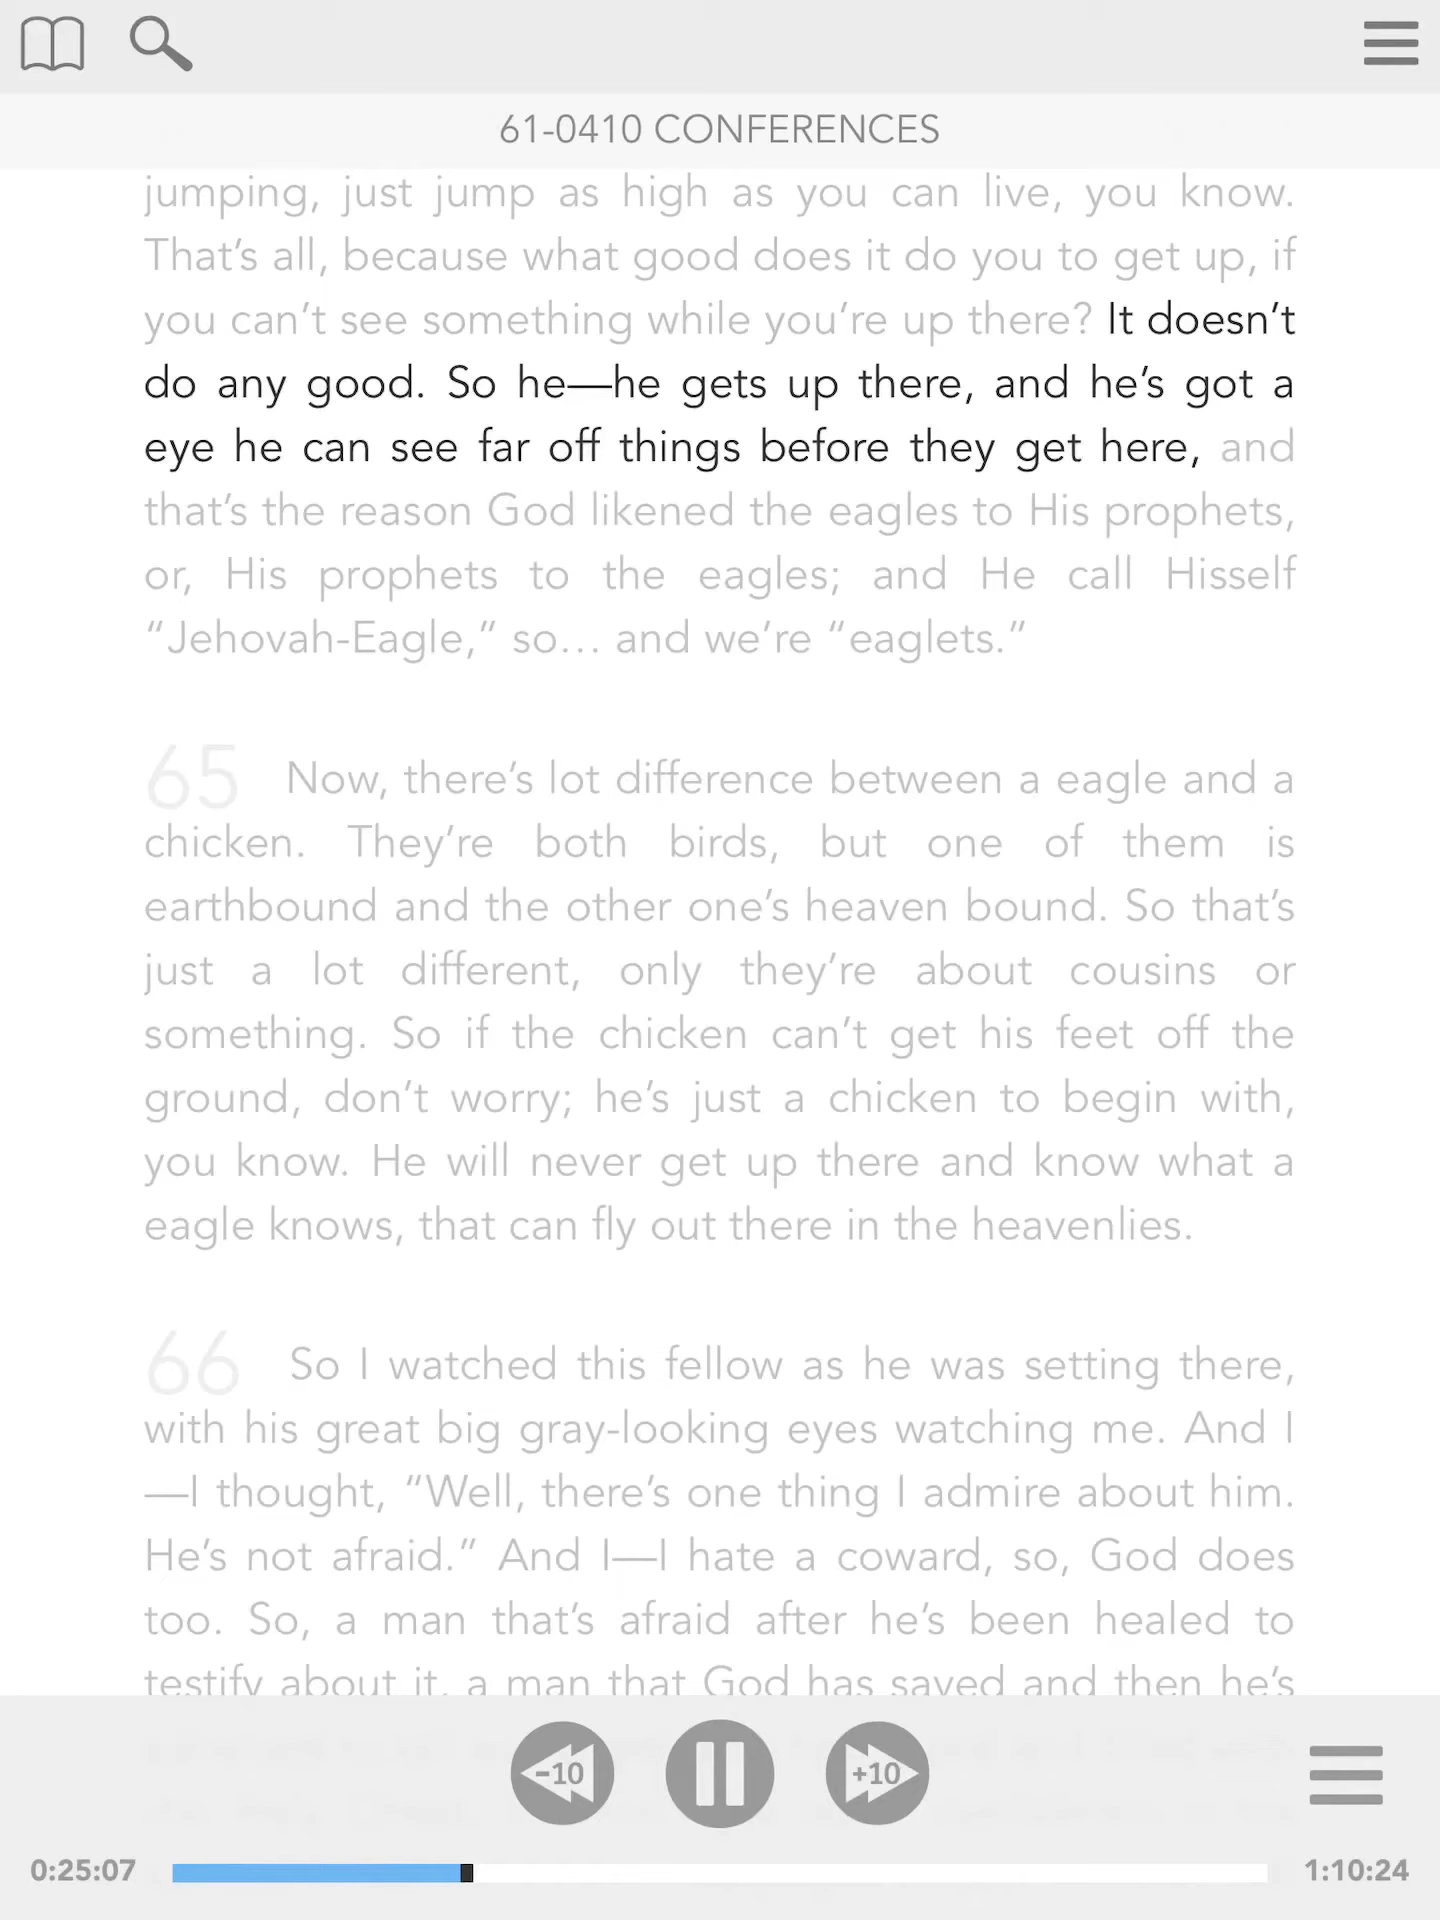 61-0410 CONFERENCES
jumping, just jump as high as you can live, you know.
That’s all, because what good does it do you to get up, if
you can’t see something while you’re up there? It doesn’t
do any good. So he—he gets up there, and he’s got a
eye he can see far off things before they get here, and
that’s the reason God likened the eagles to His prophets,
or, His prophets to the eagles; and He call Hisself
“Jehovah-Eagle,” so… and we’re “eaglets.”
65 Now, there’s lot difference between a eagle and a
chicken. They’re both birds, but one of them is
earthbound and the other one’s heaven bound. So that’s
just a lot different, only they’re about cousins or
something. So if the chicken can’t get his feet off the
ground, don’t worry; he’s just a chicken to begin with,
you know. He will never get up there and know what a
eagle knows, that can fly out there in the heavenlies.
66 So I watched this fellow as he was setting there,
with his great big gray-looking eyes watching me. And I
—I thought, “Well, there’s one thing I admire about him.
He’s not afraid.” And I—I hate a coward, so, God does
too. So, a man that’s afraid after he’s been healed to
testify about it, a man that God has saved and then he’s
-10 +10
0:25:07 1:10:24